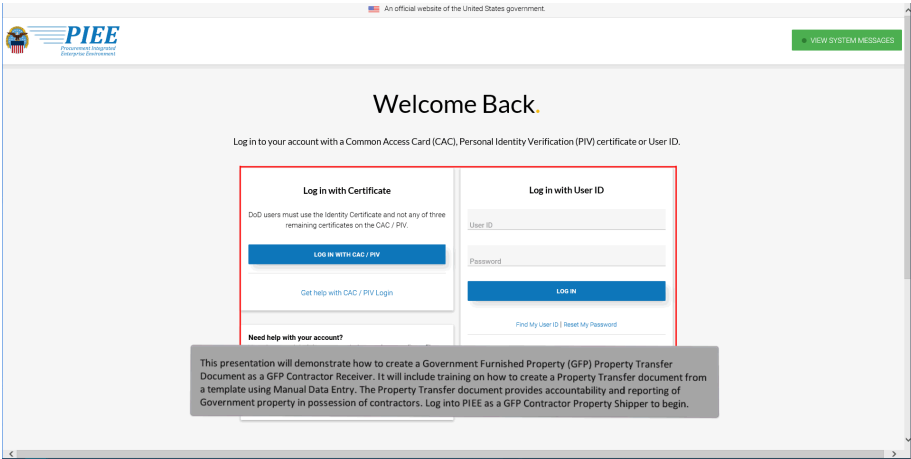 An official website of the United States government.
PIEE
Procurement Integrated
Enterprise Environment
VIEW SYSTEM MESSAGES
Welcome Back.
Log in to your account with a Common Access Card (CAC), Personal Identity Verification (PIV) certificate or User ID.
Log in with Certificate
DoD users must use the Identity Certificate and not any of three
remaining certificates on the CAC / PIV.
LOG IN WITH CAC / PIV
Get help with CAC / PIV Login
Need help with your account?
Log in with User ID
User ID
Password
LOG IN
Find My User ID | Reset My Password
This presentation will demonstrate how to create a Government Furnished Property (GFP) Property Transfer
Document as a GFP Contractor Receiver. It will include training on how to create a Property Transfer document from
a template using Manual Data Entry. The Property Transfer document provides accountability and reporting of
Government property in possession of contractors. Log into PIEE as a GFP Contractor Property Shipper to begin.